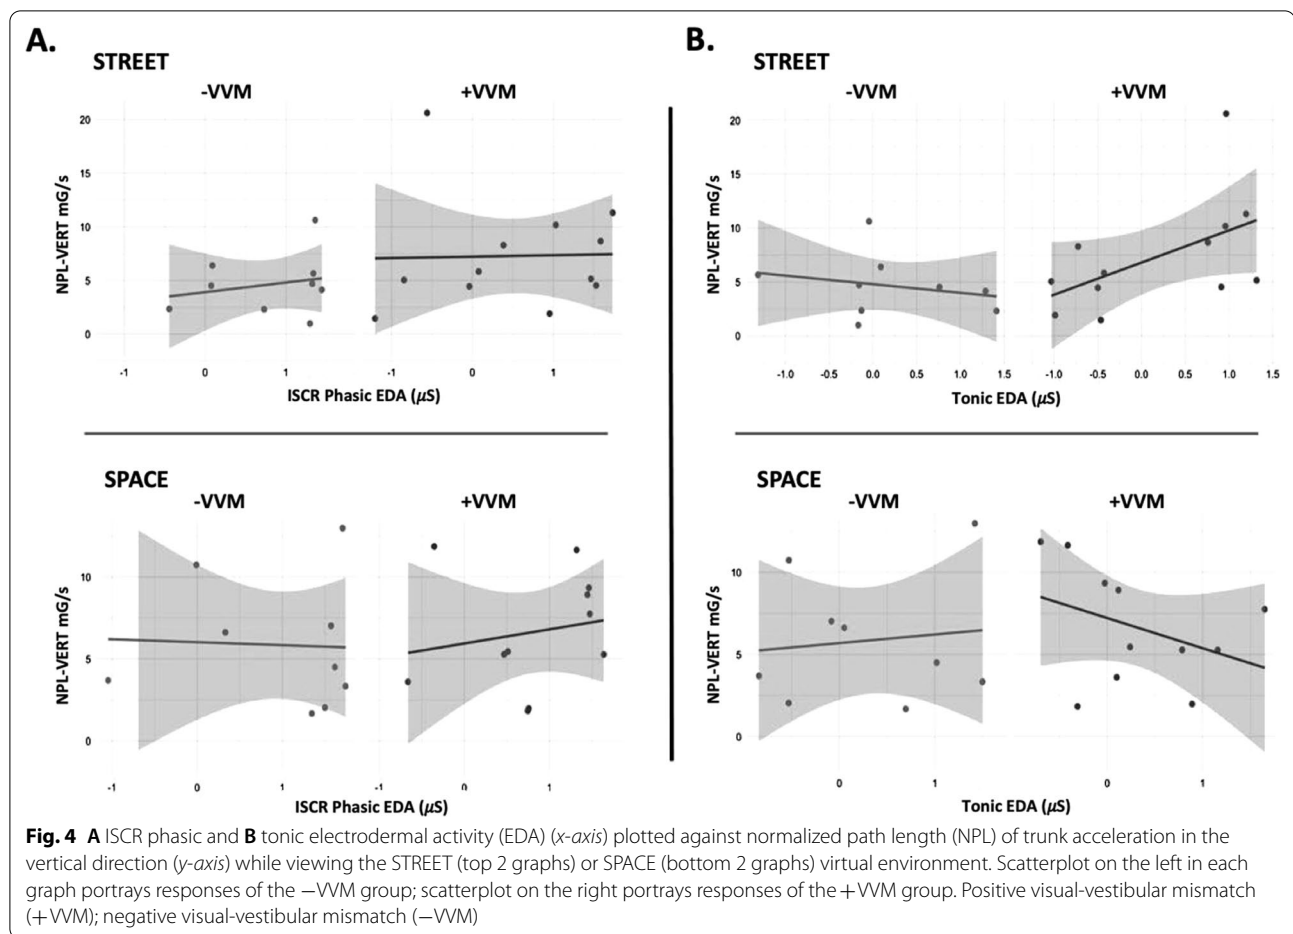 A.
STREET
-VVM +VVM
20
15
10
5
0
NPL-VERT mG/s
-1 0 1 -1 0 1
ISCR Phasic EDA (μS)
SPACE
-VVM +VVM
10
5
0
NPL-VERT mG/s
-1 0 1 -1 0 1
ISCR Phasic EDA (μS)
B.
STREET
-VVM +VVM
20
15
10
5
0
NPL-VERT mG/s
-1.0 -0.5 0.0 0.5 1.0 1.5 -1.0 -0.5 0.0 0.5 1.0 1.5
Tonic EDA (μS)
SPACE
-VVM +VVM
10
5
0
NPL-VERT mG/s
0 1 0 1
Tonic EDA (μS)
Fig. 4 A ISCR phasic and B tonic electrodermal activity (EDA) (x-axis) plotted against normalized path length (NPL) of trunk acceleration in the
vertical direction (y-axis) while viewing the STREET (top 2 graphs) or SPACE (bottom 2 graphs) virtual environment. Scatterplot on the left in each
graph portrays responses of the −VVM group; scatterplot on the right portrays responses of the +VVM group. Positive visual-vestibular mismatch
(+VVM); negative visual-vestibular mismatch (−VVM)